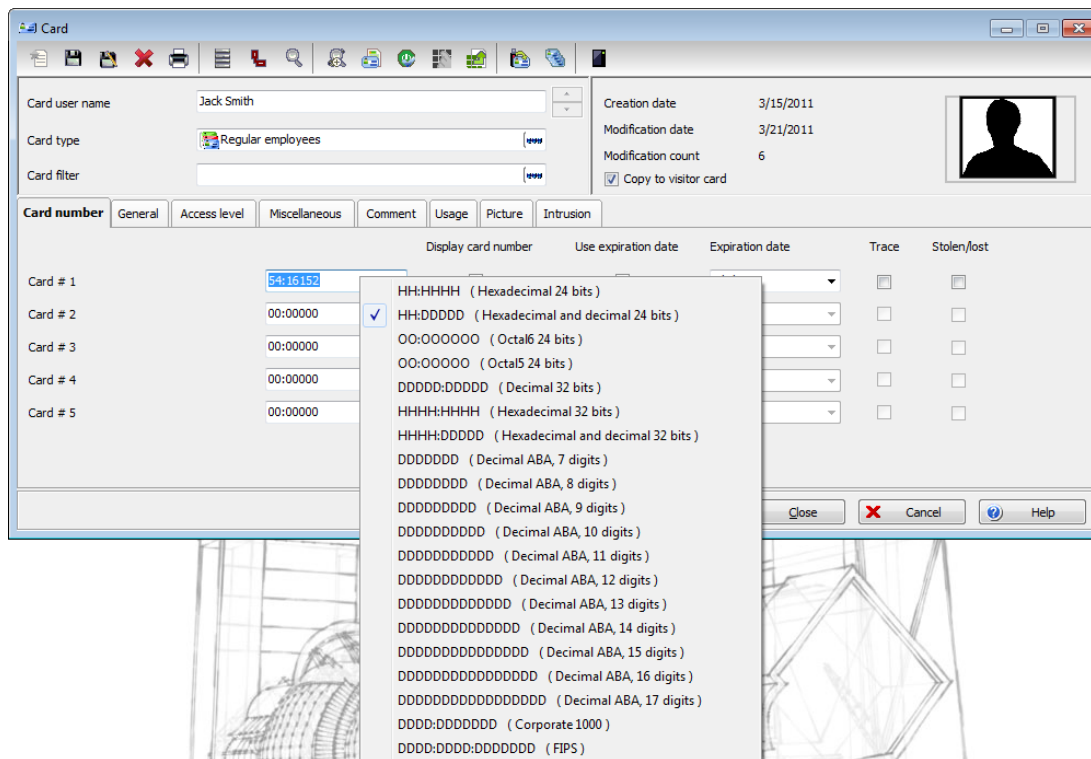 Card
Card user name Jack Smith
Card type Regular employees
Card filter
Creation date 3/15/2011
Modification date 3/21/2011
Modification count 6
Copy to visitor card
Card number General Access level Miscellaneous Comment Usage Picture Intrusion
Display card number Use expiration date Expiration date Trace Stolen/lost
Card # 1 54:16152
Card # 2 00:00000
Card # 3 00:00000
Card # 4 00:00000
Card # 5 00:00000
HH:HHHH ( Hexadecimal 24 bits )
HH:DDDDD ( Hexadecimal and decimal 24 bits )
OO:OOOOOO ( Octal6 24 bits )
OO:OOOOO ( Octal5 24 bits )
DDDDD:DDDDD ( Decimal 32 bits )
HHHH:HHHH ( Hexadecimal 32 bits )
HHHH:DDDDD ( Hexadecimal and decimal 32 bits )
DDDDDDD ( Decimal ABA, 7 digits )
DDDDDDDD ( Decimal ABA, 8 digits )
DDDDDDDDD ( Decimal ABA, 9 digits )
DDDDDDDDDD ( Decimal ABA, 10 digits )
DDDDDDDDDDD ( Decimal ABA, 11 digits )
DDDDDDDDDDDD ( Decimal ABA, 12 digits )
DDDDDDDDDDDDD ( Decimal ABA, 13 digits )
DDDDDDDDDDDDDD ( Decimal ABA, 14 digits )
DDDDDDDDDDDDDDD ( Decimal ABA, 15 digits )
DDDDDDDDDDDDDDDD ( Decimal ABA, 16 digits )
DDDDDDDDDDDDDDDDD ( Decimal ABA, 17 digits )
DDDD:DDDDDDD ( Corporate 1000 )
DDDD:DDDD:DDDDDDD ( FIPS )
Close Cancel Help